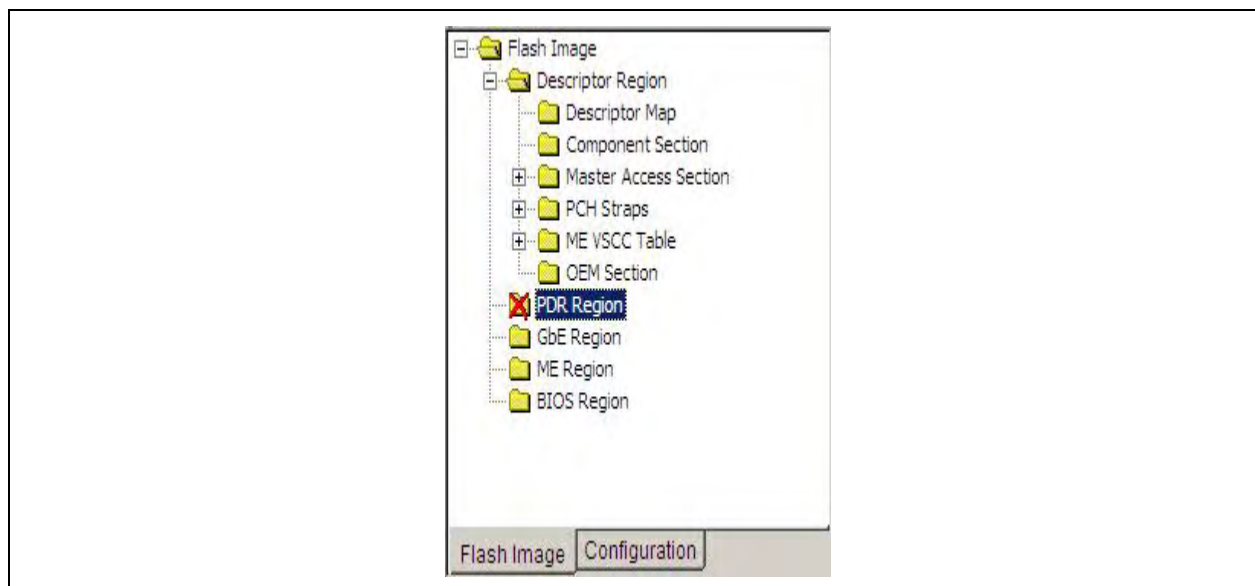 Flash Image
Descriptor Region
Descriptor Map
Component Section
Master Access Section
PCH Straps
ME VSCC Table
OEM Section
PDR Region
GbE Region
ME Region
BIOS Region
Flash Image Configuration